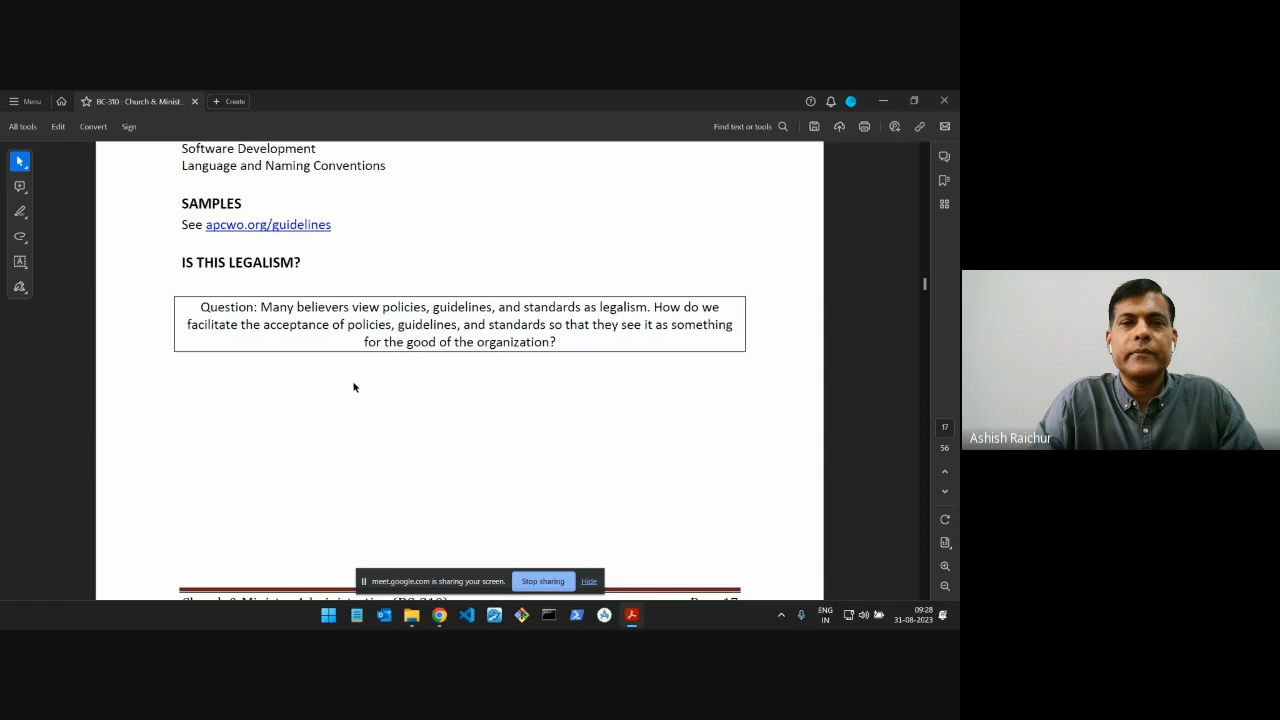 Menu
BC-310 : Church & Minist...
Create
All tools
Edit
Convert
Sign
Find text or tools
Software Development
Language and Naming Conventions
SAMPLES
See apcwo.org/guidelines
IS THIS LEGALISM?
Question: Many believers view policies, guidelines, and standards as legalism. How do we
facilitate the acceptance of policies, guidelines, and standards so that they see it as something
for the good of the organization?
17
56
Ashish Raichur
meet.google.com is sharing your screen.
Stop sharing
Hide
ENG
IN
09:28
31-08-2023